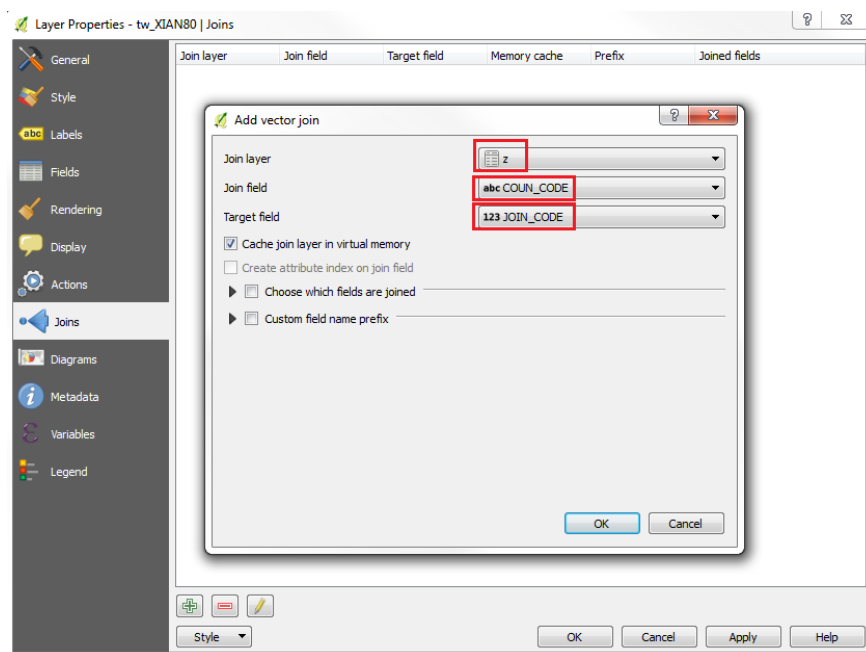 Layer Properties - tw_XIAN80 | Joins
General
Style
abc Labels
Fields
Rendering
Display
Actions
Joins
Diagrams
Metadata
Variables
Legend
Join layer Join field Target field Memory cache Prefix Joined fields
Add vector join
Join layer z
Join field abc COUN_CODE
Target field 123 JOIN_CODE
Cache join layer in virtual memory
Create attribute index on join field
Choose which fields are joined
Custom field name prefix
OK Cancel
Style OK Cancel Apply Help